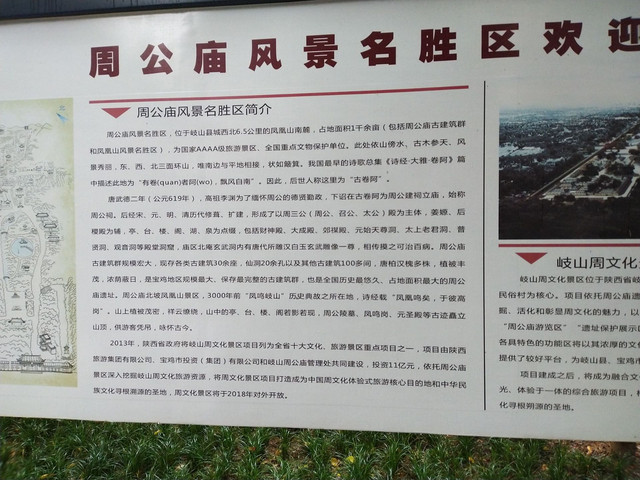 周公庙风景名胜区欢迎
周公庙风景名胜区简介
周公庙风景名胜区，位于岐山县城西北6.5公里的凤凰山南麓，占地面积1千余亩（包括周公庙古建筑群
和凤凰山风景名胜区），为国家AAAA级旅游景区、全国重点文物保护单位。此处依山傍水、古木参天、风
景秀丽，东、西、北三面环山，唯南边与平地相接，状如簸箕。我国最早的诗歌总集《诗经·大雅·卷阿》篇
中描述此地为“有卷(quan)者阿(wo)，飘风自南”。因此，后世人称这里为“古卷阿”。
唐武德二年（公元619年），高祖李渊为了缅怀周公的德贤勤政，下诏在古卷阿为周公建祠立庙，始称
周公祠。后经宋、元、明、清历代修葺、扩建，形成了以周三公（周公、召公、太公）殿为主体，姜嫄、后
稷殿为辅，亭、台、楼、阁、湖、泉为点缀，包括财神殿、大成殿、郊禖殿、元始天尊洞、太上老君洞、普
贤洞、观音洞等殿堂洞窟，庙区北庵玄武洞内有唐代所雕汉白玉玄武雕像一尊，相传摸之可治百病。周公庙
古建筑群规模宏大，现存各类古建筑30余座，仙洞20余孔以及其他古建筑100多间，唐柏汉槐多株，植被丰
茂，浓荫蔽日，是宝鸡地区规模最大、保存最完整的古建筑群，也是全国历史最悠久、占地面积最大的周公
庙遗址。周公庙北坡凤凰山景区，3000年前“凤鸣岐山”历史典故之所在地，诗经载“凤凰鸣矣，于彼高
岗”。山上植被茂密，祥云缭绕，山中的亭、台、楼、阁若影若现，周公陵墓、凤鸣岗、元圣殿等古迹矗立
山顶，供游客凭吊，咏怀古今。
2013年，陕西省政府将岐山周文化景区项目列为全省十大文化、旅游景区重点项目之一，项目由陕西
旅游集团有限公司、宝鸡市投资（集团）有限公司和岐山周公庙管理处共同建设，投资11亿元，依托周公庙
景区深入挖掘岐山周文化旅游资源，将周文化景区项目打造成为中国周文化体验式旅游核心目的地和中华民
族文化寻根溯源的圣地，周文化景区将于2018年对外开放。
岐山周文化
岐山周文化景区位于陕西省岐
民俗村为核心。项目依托周公庙
掘、活化和彰显周文化的魅力，以
“周公庙游览区”“遗址保护展示
各具特色的功能区将以其浓厚的文
提供了较好平台，为岐山县、宝鸡市
项目建成之后，将成为融合文
光、体验于一体的综合旅游项目，
化寻根朔源的圣地。